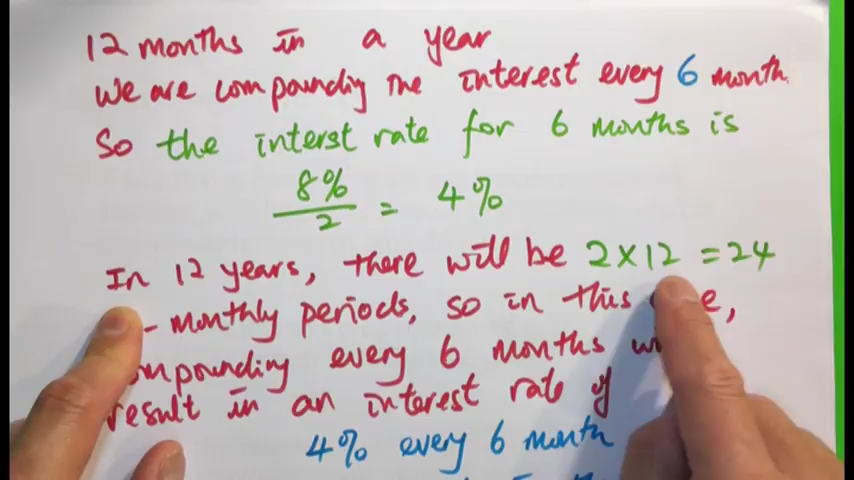 12 months in a year
We are compounding the interest every 6 month
So the interst rate for 6 months is
8%
2
= 4%
In 12 years, there will be 2×12 = 24
- monthly periods, so in this
compounding every 6 months
result in an interest rate of
4% every 6 month